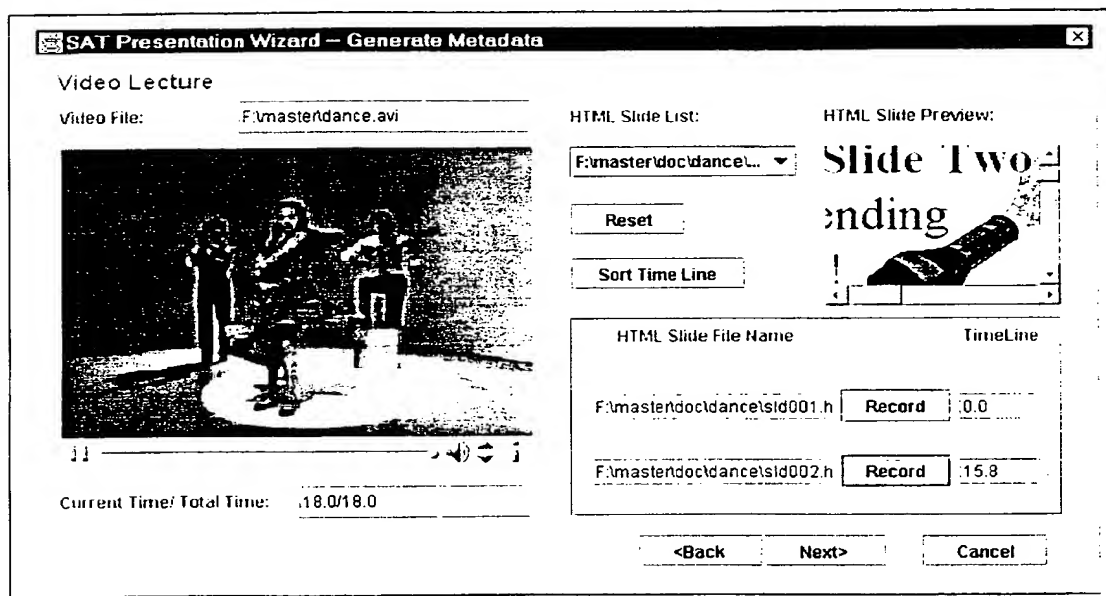 SAT Presentation Wizard – Generate Metadata
Video Lecture
Video File: F:\master\dance.avi
HTML Slide List:
F:\master\doc\dance\...
HTML Slide Preview:
Slide Two
ending
Reset
Sort Time Line
HTML Slide File Name TimeLine
F:\master\doc\dance\sld001.h Record 0.0
F:\master\doc\dance\sld002.h Record 15.8
Current Time/ Total Time: 18.0/18.0
<Back Next> Cancel